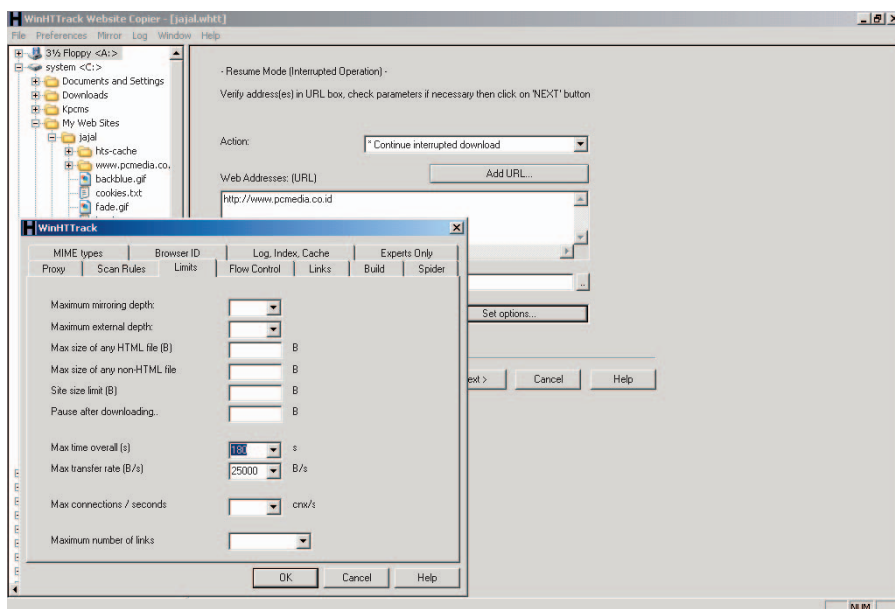 WinHTTrack Website Copier - [jajal.whtt]
File Preferences Mirror Log Window Help
3½ Floppy <A:>
system <C:>
Documents and Settings
Downloads
Kpcms
My Web Sites
jajal
hts-cache
www.pcmedia.co.
backblue.gif
cookies.txt
fade.gif
- Resume Mode (Interrupted Operation) -
Verify address(es) in URL box, check parameters if necessary then click on 'NEXT' button
Action:
* Continue interrupted download
Web Addresses: (URL)
Add URL...
http://www.pcmedia.co.id
..
Set options...
ext >
Cancel
Help
WinHTTrack
MIME types Browser ID Log, Index, Cache Experts Only
Proxy Scan Rules Limits Flow Control Links Build Spider
Maximum mirroring depth:
Maximum external depth:
Max size of any HTML file (B) B
Max size of any non-HTML file B
Site size limit (B) B
Pause after downloading.. B
Max time overall (s) 180 s
Max transfer rate (B/s) 25000 B/s
Max connections / seconds cnx/s
Maximum number of links
OK Cancel Help
NUM